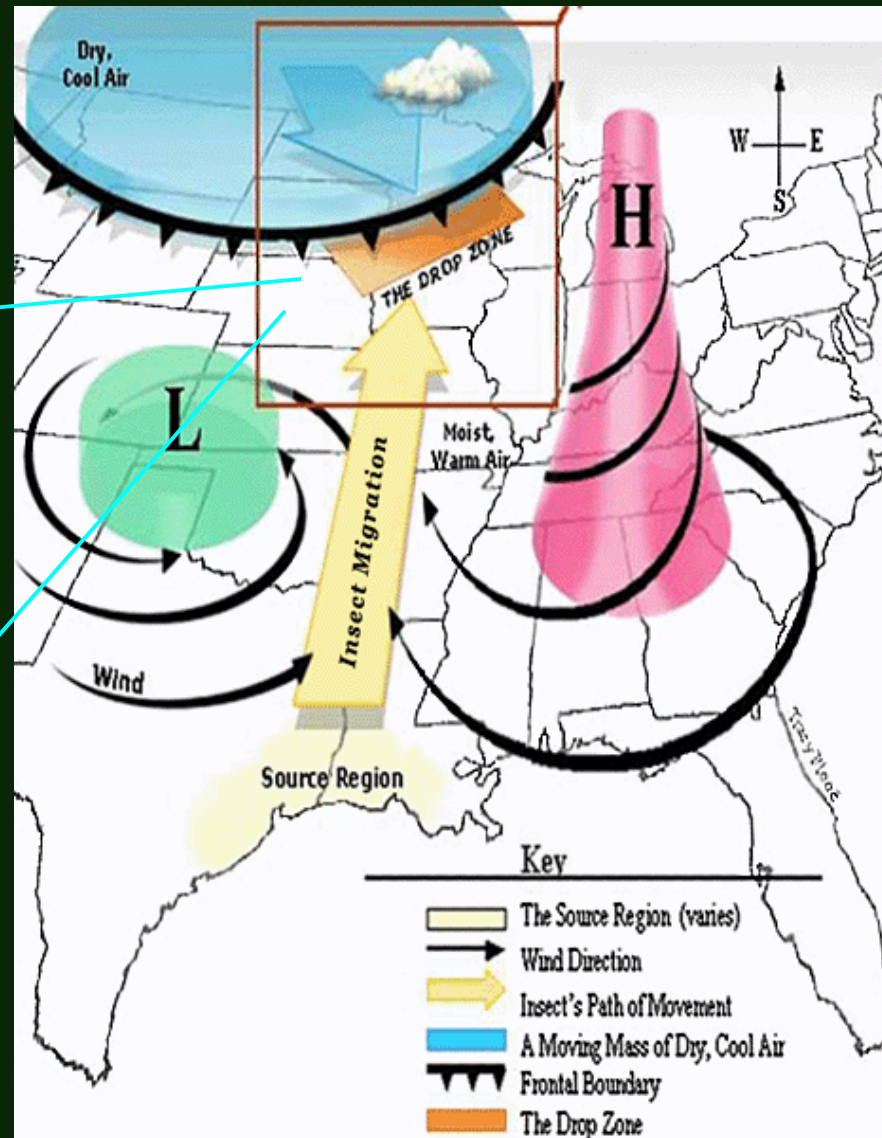 Dry,
Cool Air
W
E
S
H
THE DROP ZONE
L
Moist,
Warm Air
Insect Migration
Wind
Source Region
Key
The Source Region (varies)
Wind Direction
Insect's Path of Movement
A Moving Mass of Dry, Cool Air
Frontal Boundary
The Drop Zone